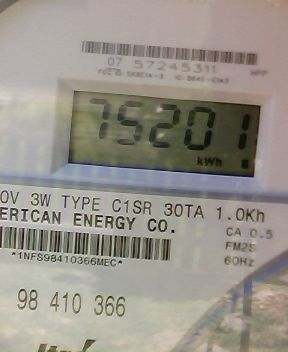 07 57245311
75201
kWh
0V 3W TYPE C1SR 30TA 1.0Kh
ERICAN ENERGY CO.
CA 0.5
FM2S
60Hz
*1NFS98410366MEC*
98 410 366